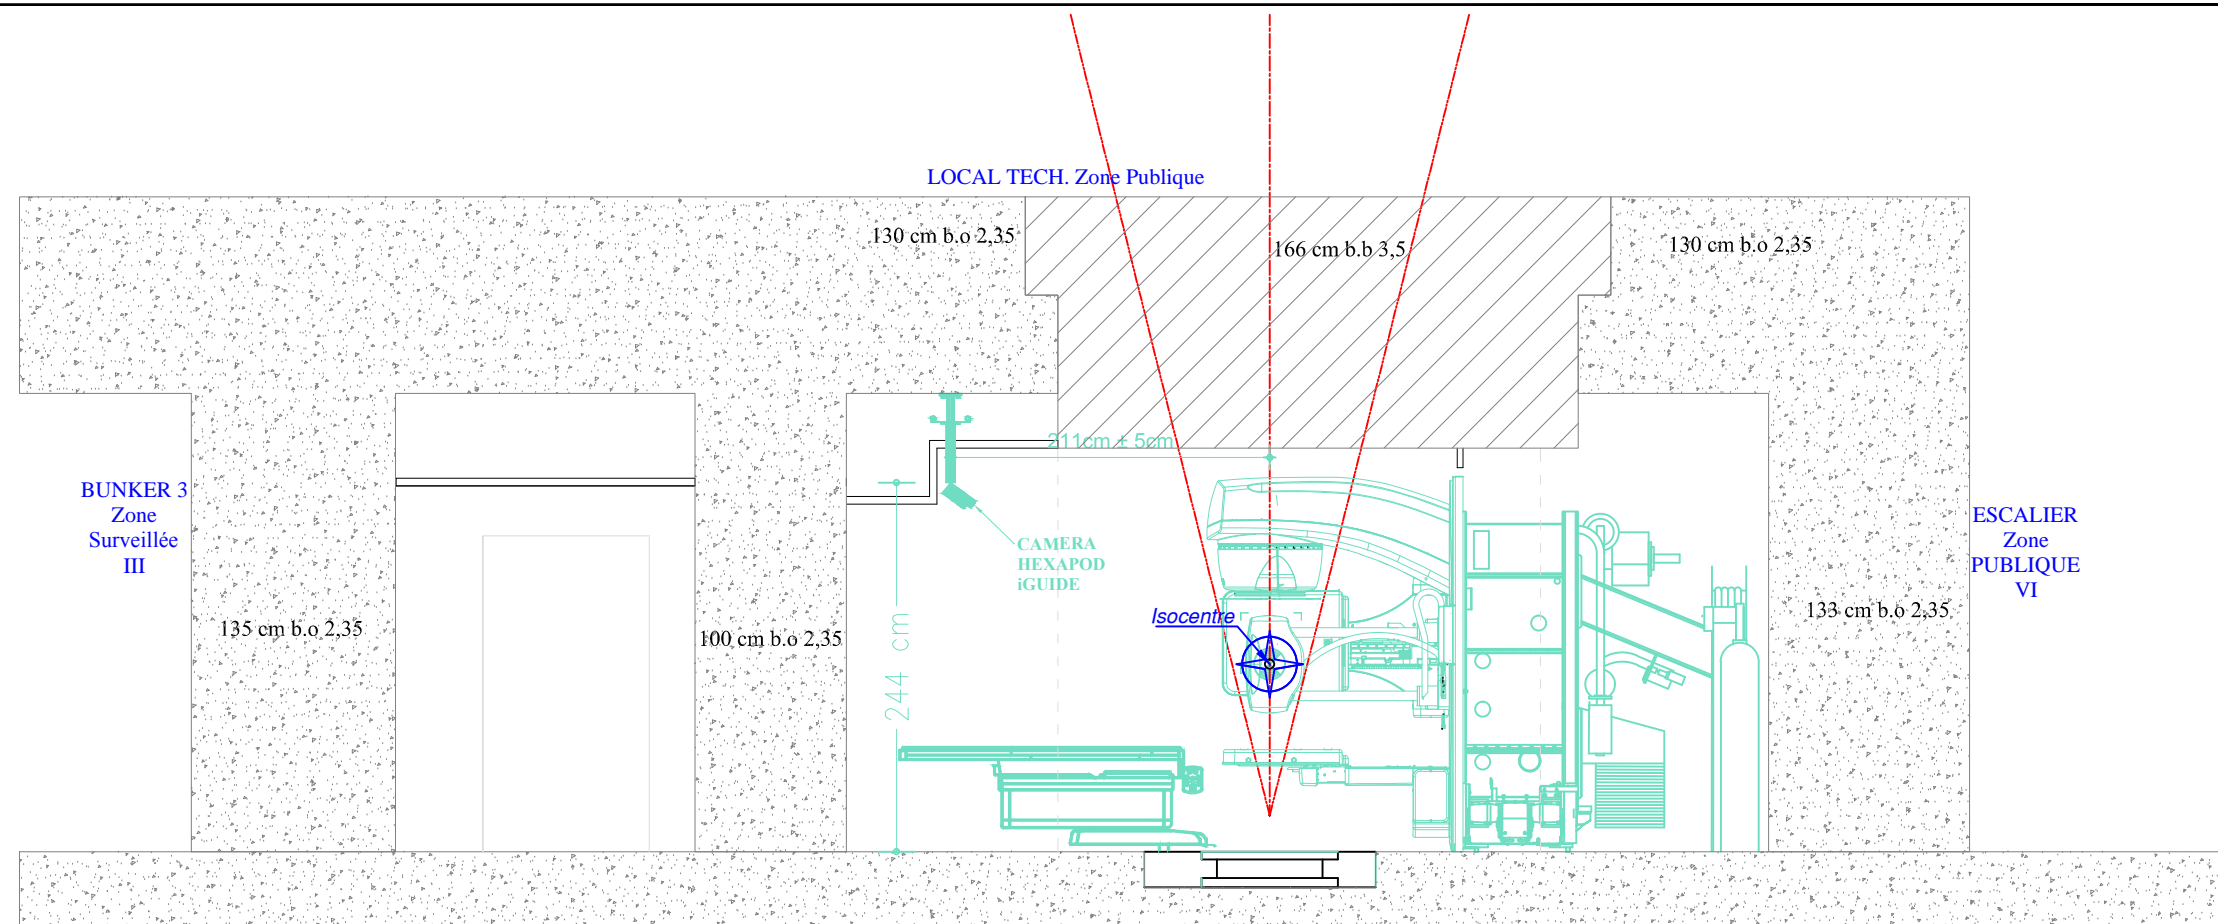 LOCAL TECH. Zone Publique
130 cm b.o 2,35
166 cm b.b 3,5
130 cm b.o 2,35
211cm ± 5cm
BUNKER 3
Zone
Surveillée
III
CAMERA
HEXAPOD
iGUIDE
ESCALIER
Zone
PUBLIQUE
VI
Isocentre
135 cm b.o 2,35
100 cm b.o 2,35
244 cm
133 cm b.o 2,35